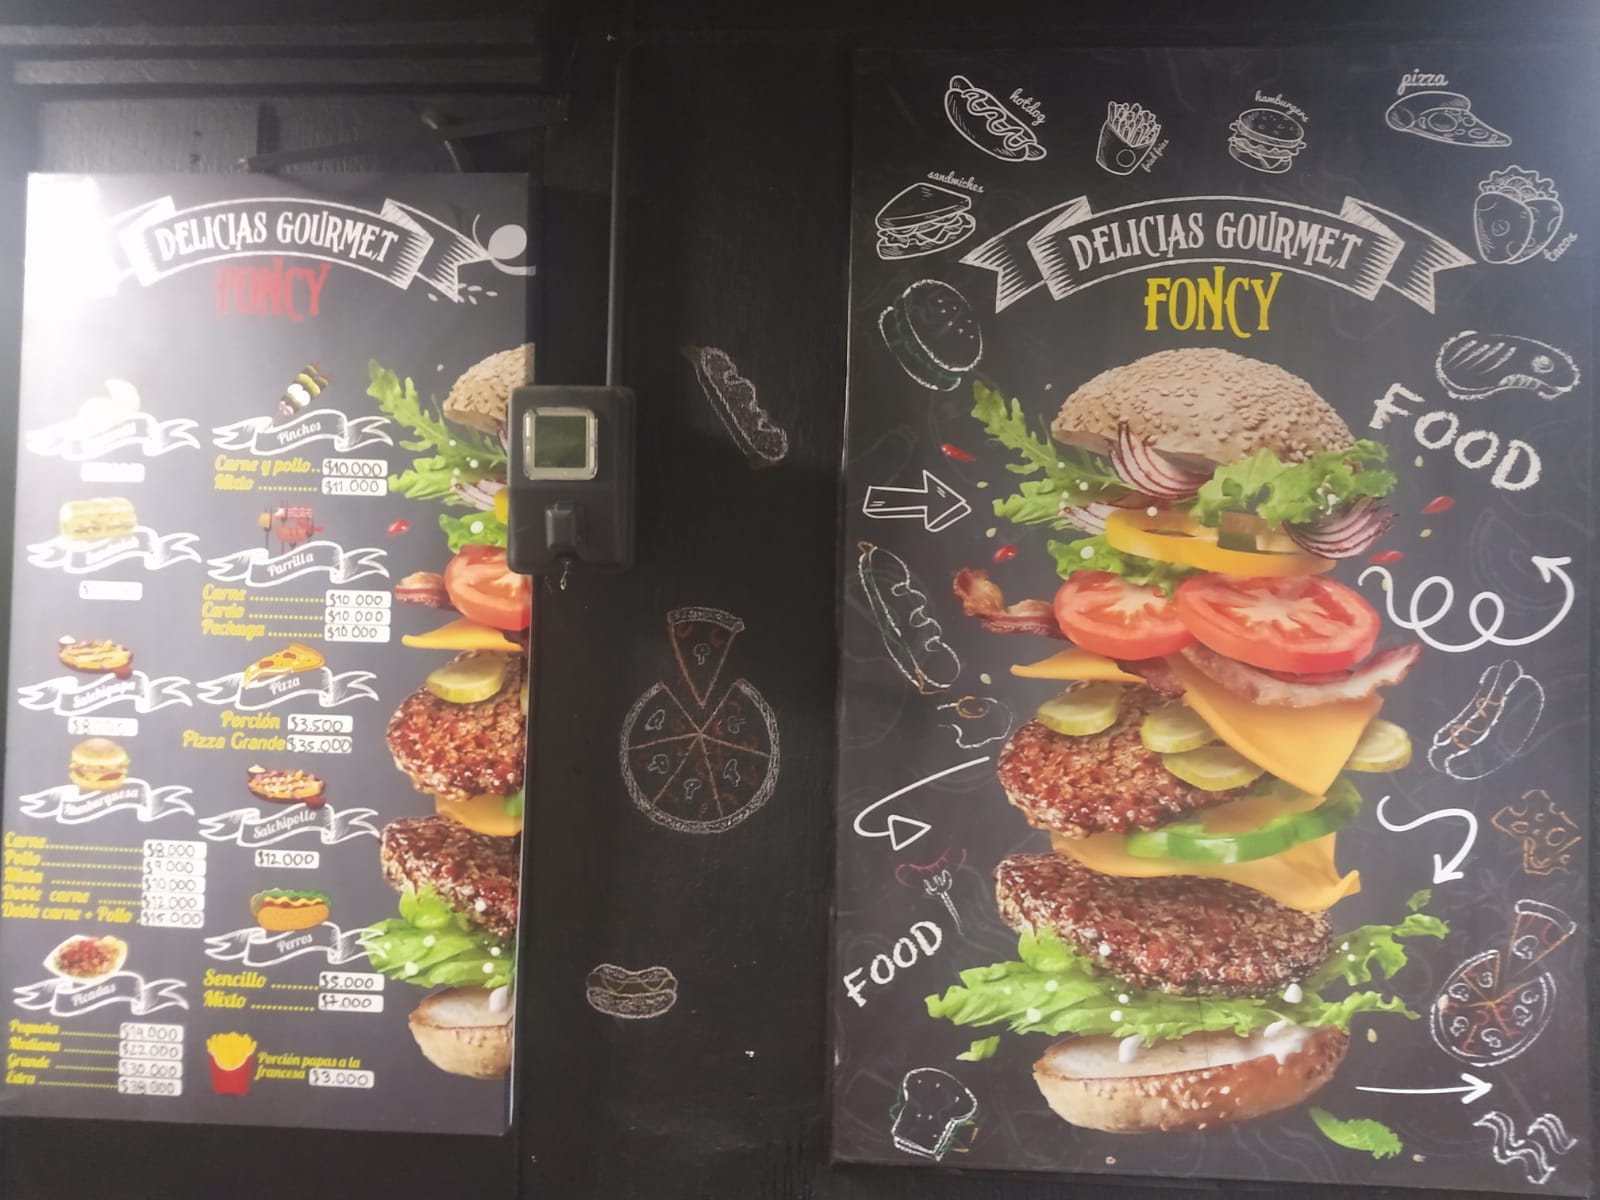 DELICIAS GOURMET
FONCY
Pinchos
Carne y pollo.. $10.000
Mixto .......... $11.000
Parrilla
Carne ............ $10.000
Cerdo ............ $10.000
Pechuga ........ $10.000
Salchipapa
$8
Pizza
Porción $3.500
Pizza Grande $35.000
Hamburguesa
Carne................ $8.000
Pollo................. $9.000
Mixta ................ $10.000
Doble carne ........ $12.000
Doble carne + Pollo . $15.000
Salchipollo
$12.000
Picadas
Pequeña ........... $14.000
Mediana ........... $22.000
Grande ............. $30.000
Extra ............... $38.000
Perros
Sencillo ........ $5.000
Mixto ........... $7.000
Porción papas a la
francesa $3.000
hotdog
hamburgers
pizza
sandwiches
tacos
DELICIAS GOURMET
FONCY
FOOD
FOOD